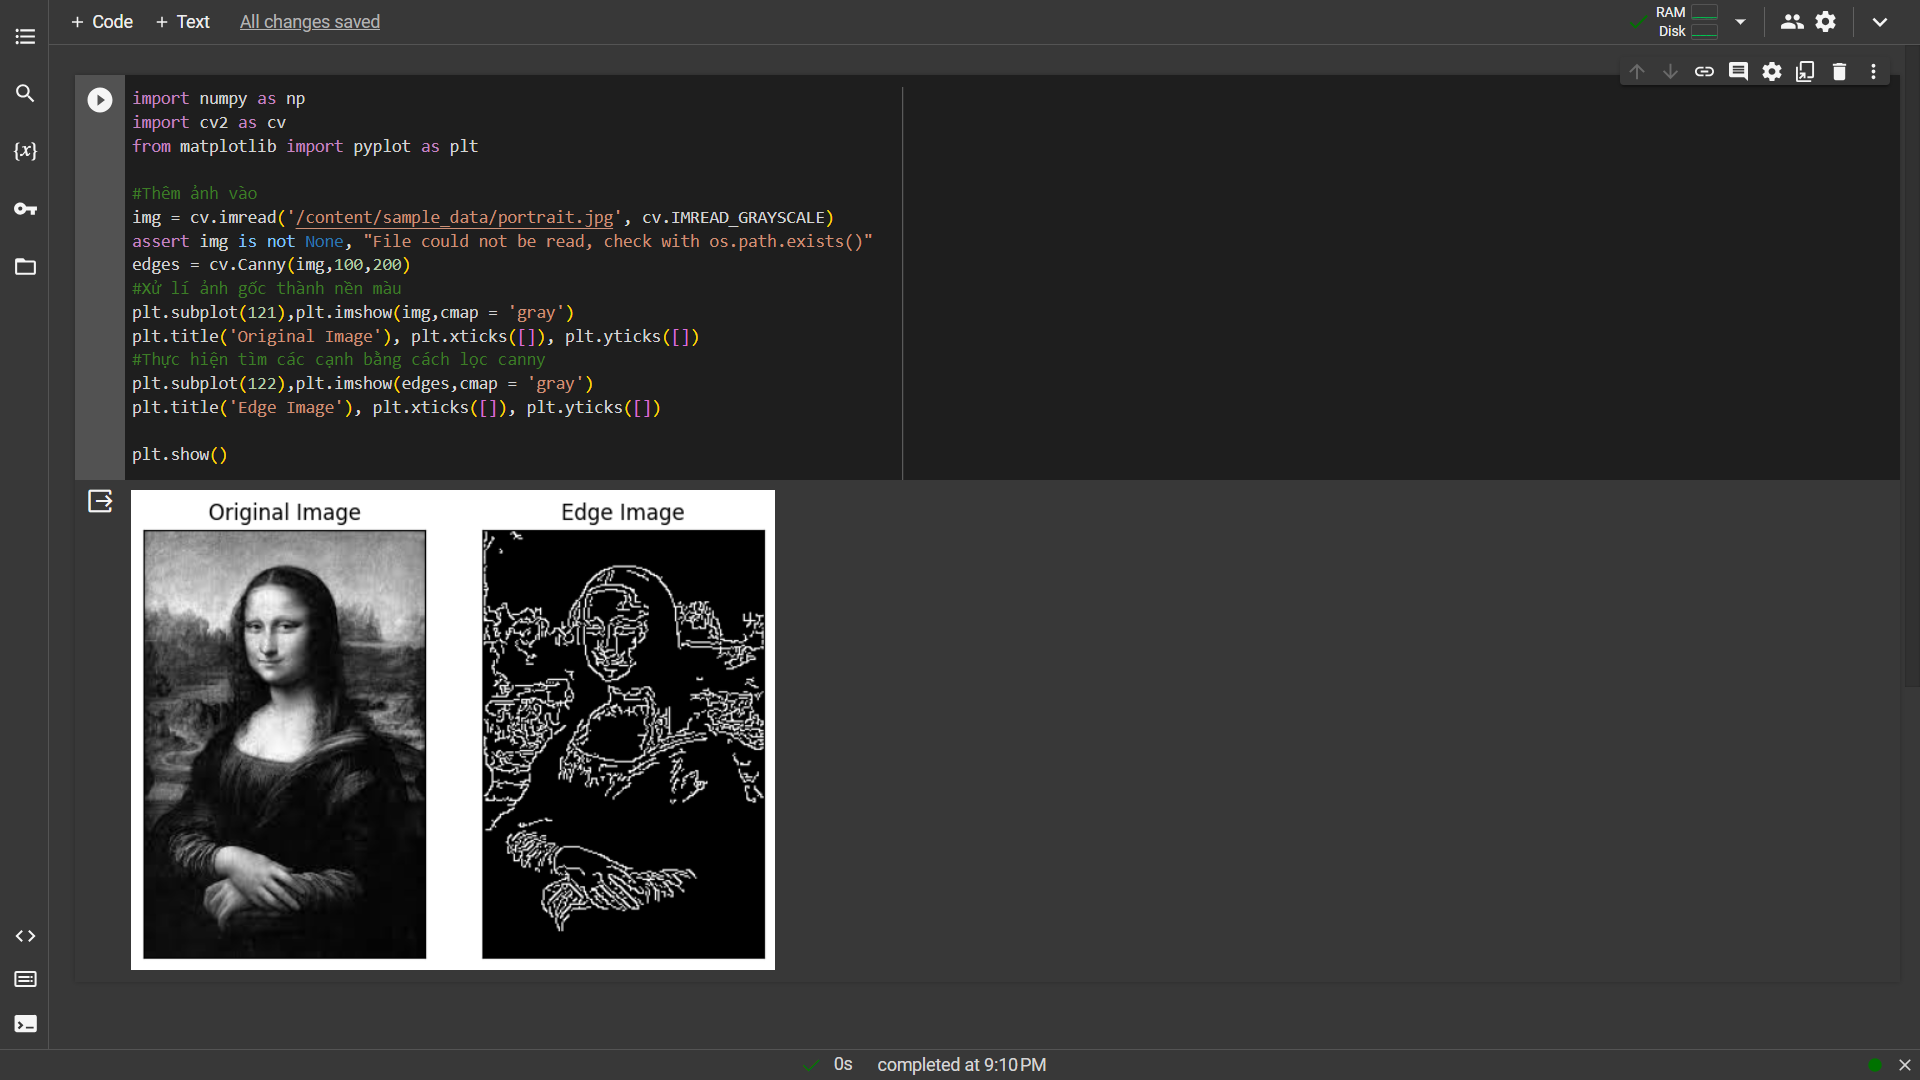 + Code + Text All changes saved
RAM
Disk
import numpy as np
import cv2 as cv
from matplotlib import pyplot as plt
#Thêm ảnh vào
img = cv.imread('/content/sample_data/portrait.jpg', cv.IMREAD_GRAYSCALE)
assert img is not None, "File could not be read, check with os.path.exists()"
edges = cv.Canny(img,100,200)
#Xử lí ảnh gốc thành nền màu
plt.subplot(121),plt.imshow(img,cmap = 'gray')
plt.title('Original Image'), plt.xticks([]), plt.yticks([])
#Thực hiện tìm các cạnh bằng cách lọc canny
plt.subplot(122),plt.imshow(edges,cmap = 'gray')
plt.title('Edge Image'), plt.xticks([]), plt.yticks([])
plt.show()
Original Image
Edge Image
0s completed at 9:10 PM